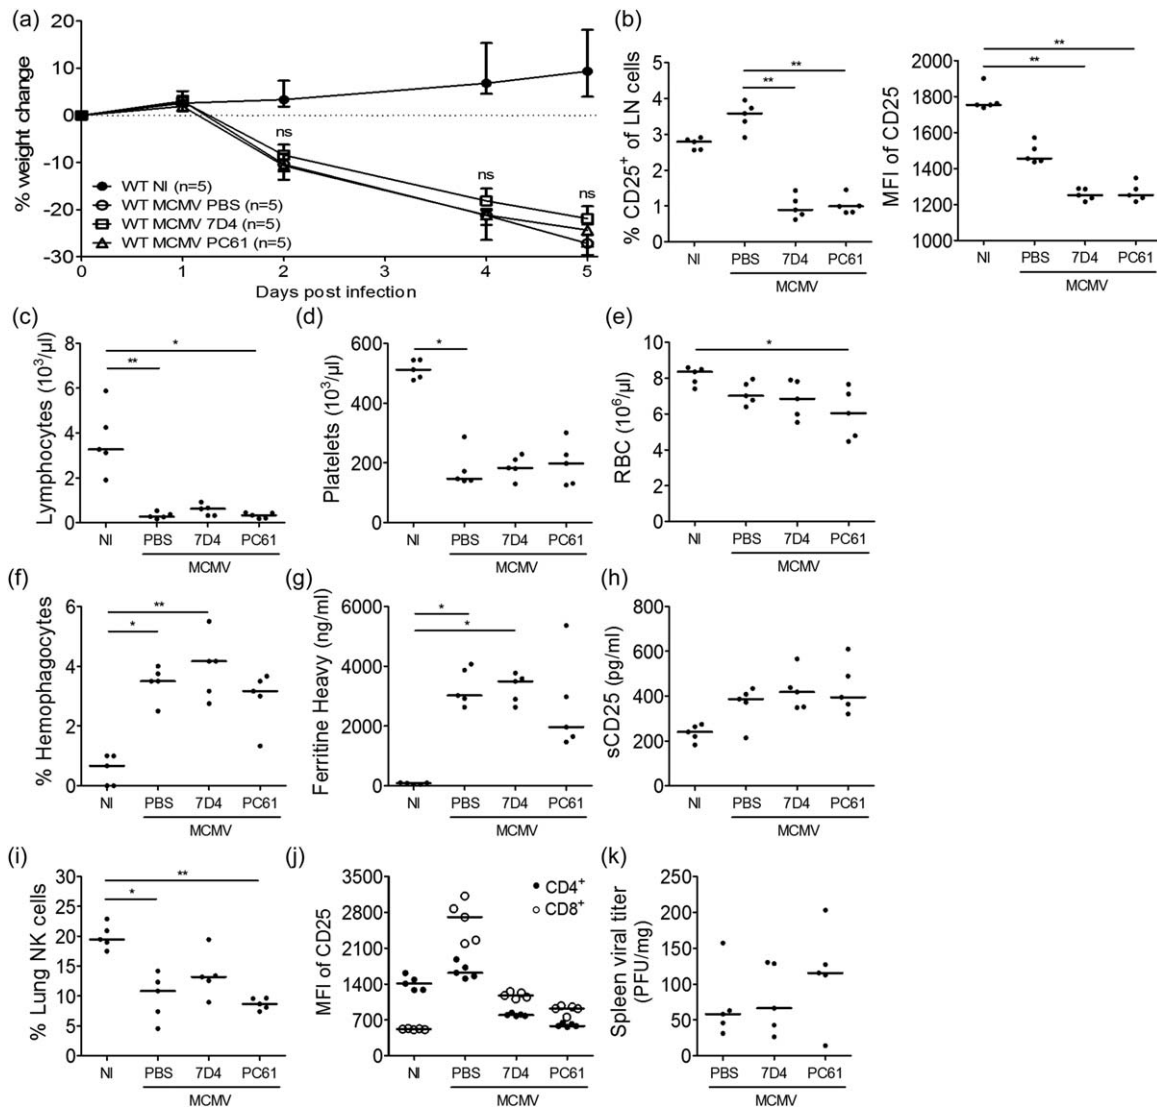 (a)
20
10
0
-10
-20
-30
% weight change
ns
ns
ns
WT NI (n=5)
WT MCMV PBS (n=5)
WT MCMV 7D4 (n=5)
WT MCMV PC61 (n=5)
0 1 2 3 4 5
Days post infection
(b)
% CD25+ of LN cells
5
4
3
2
1
0
**
**
NI PBS 7D4 PC61
MCMV
MFI of CD25
2000
1800
1600
1400
1200
1000
**
**
NI PBS 7D4 PC61
MCMV
(c)
Lymphocytes (10³/µl)
8
6
4
2
0
*
**
NI PBS 7D4 PC61
MCMV
(d)
Platelets (10³/µl)
600
400
200
0
*
NI PBS 7D4 PC61
MCMV
(e)
RBC (10⁶/µl)
10
8
6
4
2
0
*
NI PBS 7D4 PC61
MCMV
(f)
% Hemophagocytes
6
4
2
0
**
*
NI PBS 7D4 PC61
MCMV
(g)
Ferritine Heavy (ng/ml)
6000
4000
2000
0
*
*
NI PBS 7D4 PC61
MCMV
(h)
sCD25 (pg/ml)
800
600
400
200
0
NI PBS 7D4 PC61
MCMV
(i)
% Lung NK cells
30
25
20
15
10
5
0
**
*
NI PBS 7D4 PC61
MCMV
(j)
MFI of CD25
3500
2800
2100
1400
700
0
CD4+
CD8+
NI PBS 7D4 PC61
MCMV
(k)
Spleen viral titer
(PFU/mg)
250
200
150
100
50
0
PBS 7D4 PC61
MCMV